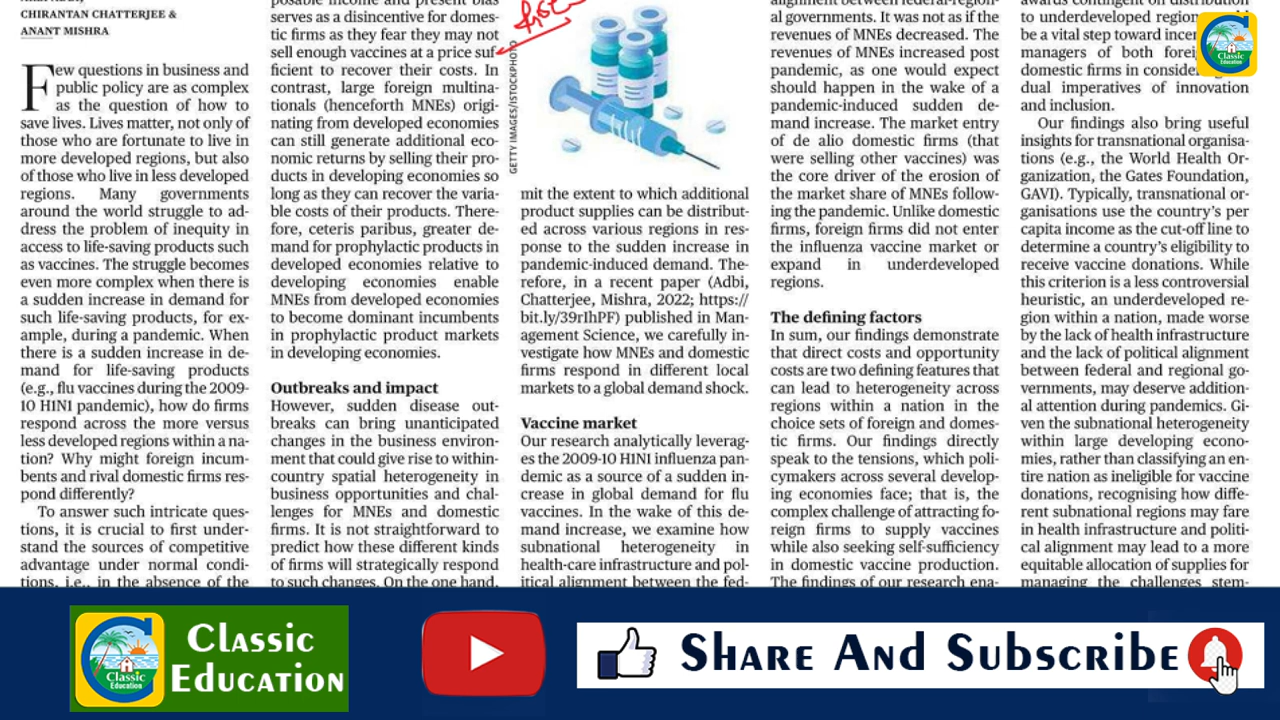 CHIRANTAN CHATTERJEE &
ANANT MISHRA
Few questions in business and
public policy are as complex
as the question of how to
save lives. Lives matter, not only of
those who are fortunate to live in
more developed regions, but also
of those who live in less developed
regions. Many governments
around the world struggle to ad-
dress the problem of inequity in
access to life-saving products such
as vaccines. The struggle becomes
even more complex when there is
a sudden increase in demand for
such life-saving products, for ex-
ample, during a pandemic. When
there is a sudden increase in de-
mand for life-saving products
(e.g., flu vaccines during the 2009-
10 H1N1 pandemic), how do firms
respond across the more versus
less developed regions within a na-
tion? Why might foreign incum-
bents and rival domestic firms res-
pond differently?
To answer such intricate ques-
tions, it is crucial to first under-
stand the sources of competitive
advantage under normal condi-
tions, i.e., in the absence of the
posable income and present bias
serves as a disincentive for domes-
tic firms as they fear they may not
sell enough vaccines at a price suf-
ficient to recover their costs. In
contrast, large foreign multina-
tionals (henceforth MNEs) origi-
nating from developed economies
can still generate additional eco-
nomic returns by selling their pro-
ducts in developing economies so
long as they can recover the varia-
ble costs of their products. There-
fore, ceteris paribus, greater de-
mand for prophylactic products in
developed economies relative to
developing economies enable
MNEs from developed economies
to become dominant incumbents
in prophylactic product markets
in developing economies.
Outbreaks and impact
However, sudden disease out-
breaks can bring unanticipated
changes in the business environ-
ment that could give rise to within-
country spatial heterogeneity in
business opportunities and chal-
lenges for MNEs and domestic
firms. It is not straightforward to
predict how these different kinds
of firms will strategically respond
to such changes. On the one hand,
GETTY IMAGES/ISTOCKPHOTO
mit the extent to which additional
product supplies can be distribut-
ed across various regions in res-
ponse to the sudden increase in
pandemic-induced demand. The-
refore, in a recent paper (Adbi,
Chatterjee, Mishra, 2022; https://
bit.ly/39r1hPF) published in Man-
agement Science, we carefully in-
vestigate how MNEs and domestic
firms respond in different local
markets to a global demand shock.
Vaccine market
Our research analytically leverag-
es the 2009-10 H1N1 influenza pan-
demic as a source of a sudden in-
crease in global demand for flu
vaccines. In the wake of this de-
mand increase, we examine how
subnational heterogeneity in
health-care infrastructure and pol-
itical alignment between the fed-
alignment between federal-region-
al governments. It was not as if the
revenues of MNEs decreased. The
revenues of MNEs increased post
pandemic, as one would expect
should happen in the wake of a
pandemic-induced sudden de-
mand increase. The market entry
of de alio domestic firms (that
were selling other vaccines) was
the core driver of the erosion of
the market share of MNEs follow-
ing the pandemic. Unlike domestic
firms, foreign firms did not enter
the influenza vaccine market or
expand in underdeveloped
regions.
The defining factors
In sum, our findings demonstrate
that direct costs and opportunity
costs are two defining features that
can lead to heterogeneity across
regions within a nation in the
choice sets of foreign and domes-
tic firms. Our findings directly
speak to the tensions, which poli-
cymakers across several develop-
ing economies face; that is, the
complex challenge of attracting fo-
reign firms to supply vaccines
while also seeking self-sufficiency
in domestic vaccine production.
The findings of our research ena-
awards contingent on distribution
to underdeveloped
be a vital step toward
managers of both
domestic firms in
dual imperatives of innovation
and inclusion.
Our findings also bring useful
insights for transnational organisa-
tions (e.g., the World Health Or-
ganization, the Gates Foundation,
GAVI). Typically, transnational or-
ganisations use the country's per
capita income as the cut-off line to
determine a country's eligibility to
receive vaccine donations. While
this criterion is a less controversial
heuristic, an underdeveloped re-
gion within a nation, made worse
by the lack of health infrastructure
and the lack of political alignment
between federal and regional go-
vernments, may deserve addition-
al attention during pandemics. Gi-
ven the subnational heterogeneity
within large developing econo-
mies, rather than classifying an en-
tire nation as ineligible for vaccine
donations, recognising how diffe-
rent subnational regions may fare
in health infrastructure and politi-
cal alignment may lead to a more
equitable allocation of supplies for
managing the challenges stem-
Classic
Education
Classic
Education
Classic
Education
Share And Subscribe